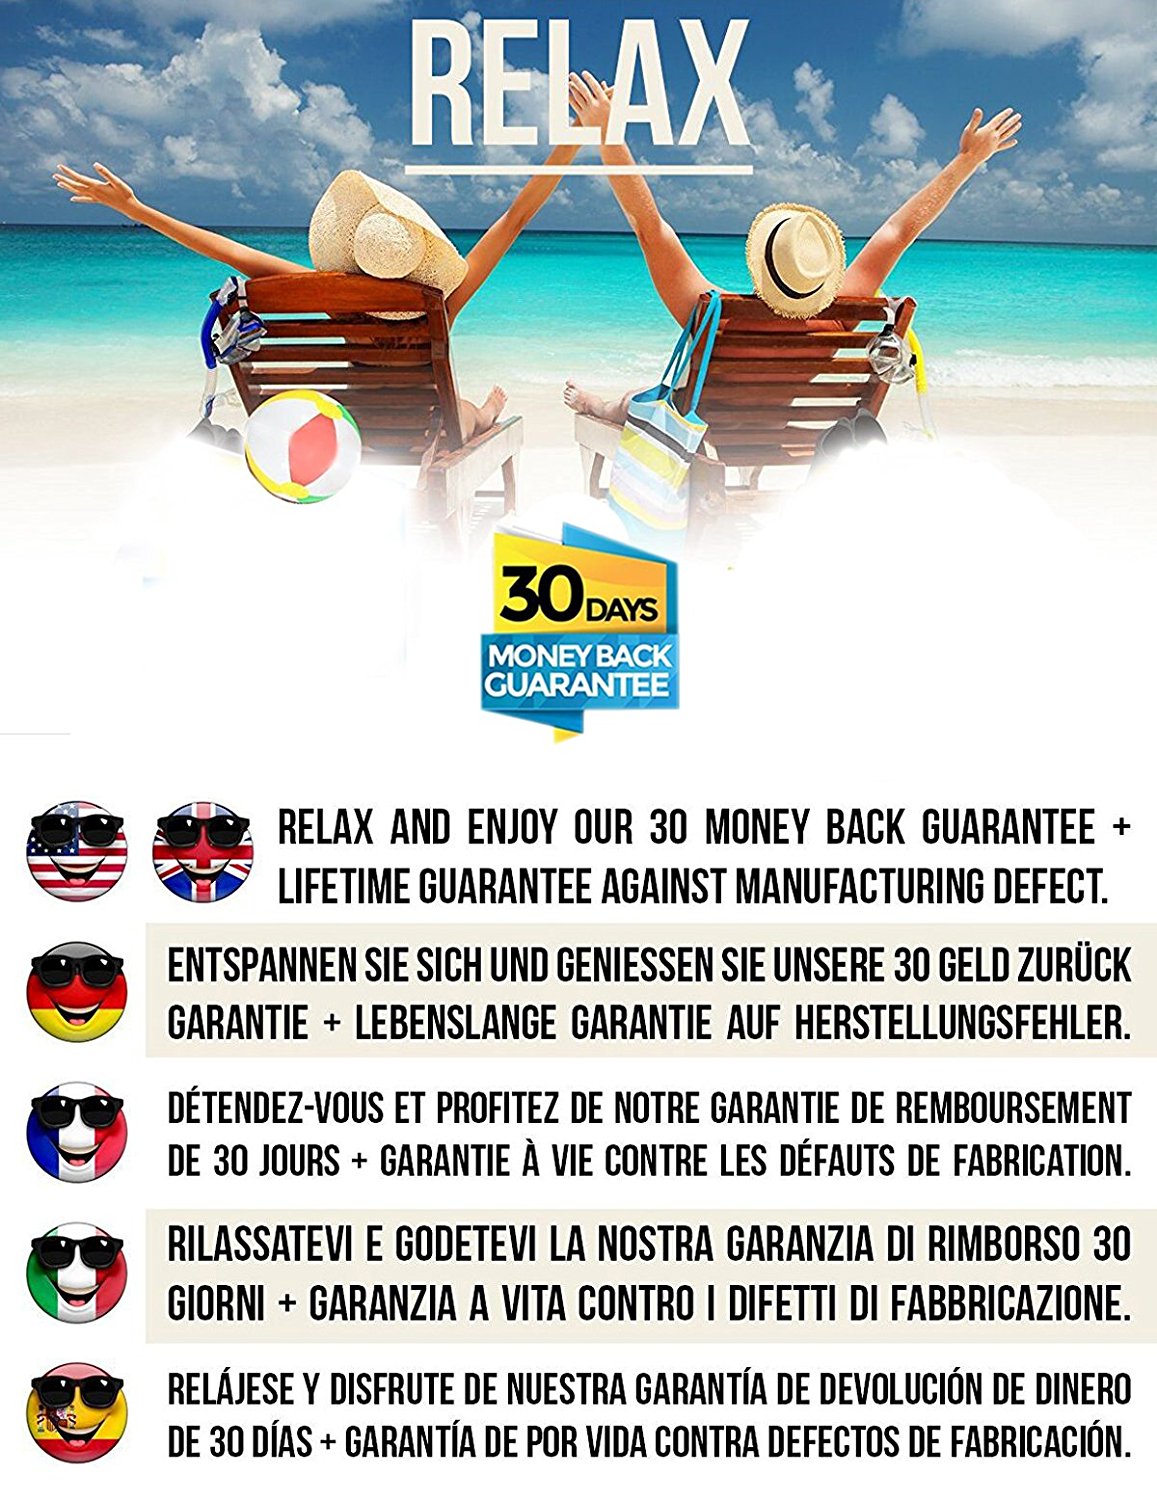 RELAX
30 DAYS
MONEY BACK
GUARANTEE
RELAX AND ENJOY OUR 30 MONEY BACK GUARANTEE +
LIFETIME GUARANTEE AGAINST MANUFACTURING DEFECT.
ENTSPANNEN SIE SICH UND GENIESSEN SIE UNSERE 30 GELD ZURÜCK
GARANTIE + LEBENSLANGE GARANTIE AUF HERSTELLUNGSFEHLER.
DÉTENDEZ-VOUS ET PROFITEZ DE NOTRE GARANTIE DE REMBOURSEMENT
DE 30 JOURS + GARANTIE À VIE CONTRE LES DÉFAUTS DE FABRICATION.
RILASSATEVI E GODETEVI LA NOSTRA GARANZIA DI RIMBORSO 30
GIORNI + GARANZIA A VITA CONTRO I DIFETTI DI FABBRICAZIONE.
RELÁJESE Y DISFRUTE DE NUESTRA GARANTÍA DE DEVOLUCIÓN DE DINERO
DE 30 DÍAS + GARANTÍA DE POR VIDA CONTRA DEFECTOS DE FABRICACIÓN.